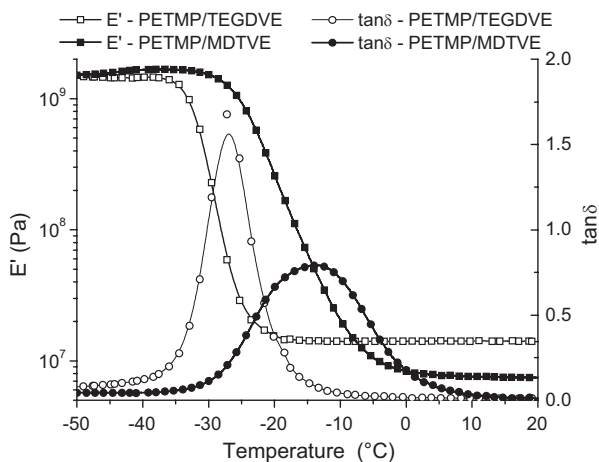 E' - PETMP/TEGDVE tanδ - PETMP/TEGDVE
E' - PETMP/MDTVE tanδ - PETMP/MDTVE
10⁹
10⁸
10⁷
E' (Pa)
2.0
1.5
1.0
0.5
0.0
tanδ
-50 -40 -30 -20 -10 0 10 20
Temperature (°C)